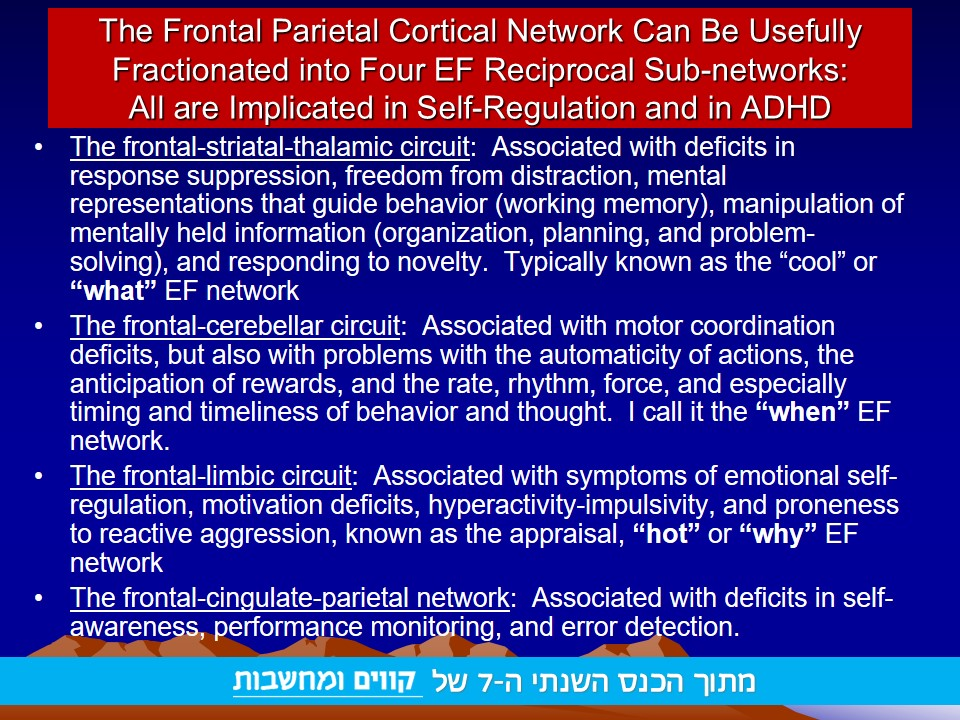 The Frontal Parietal Cortical Network Can Be Usefully
Fractionated into Four EF Reciprocal Sub-networks:
All are Implicated in Self-Regulation and in ADHD
• The frontal-striatal-thalamic circuit:  Associated with deficits in
response suppression, freedom from distraction, mental
representations that guide behavior (working memory), manipulation of
mentally held information (organization, planning, and problem-
solving), and responding to novelty.  Typically known as the “cool” or
“what” EF network
• The frontal-cerebellar circuit:  Associated with motor coordination
deficits, but also with problems with the automaticity of actions, the
anticipation of rewards, and the rate, rhythm, force, and especially
timing and timeliness of behavior and thought.  I call it the “when” EF
network.
• The frontal-limbic circuit:  Associated with symptoms of emotional self-
regulation, motivation deficits, hyperactivity-impulsivity, and proneness
to reactive aggression, known as the appraisal, “hot” or “why” EF
network
• The frontal-cingulate-parietal network:  Associated with deficits in self-
awareness, performance monitoring, and error detection.
מתוך הכנס השנתי ה-7 של קווים ומחשבות